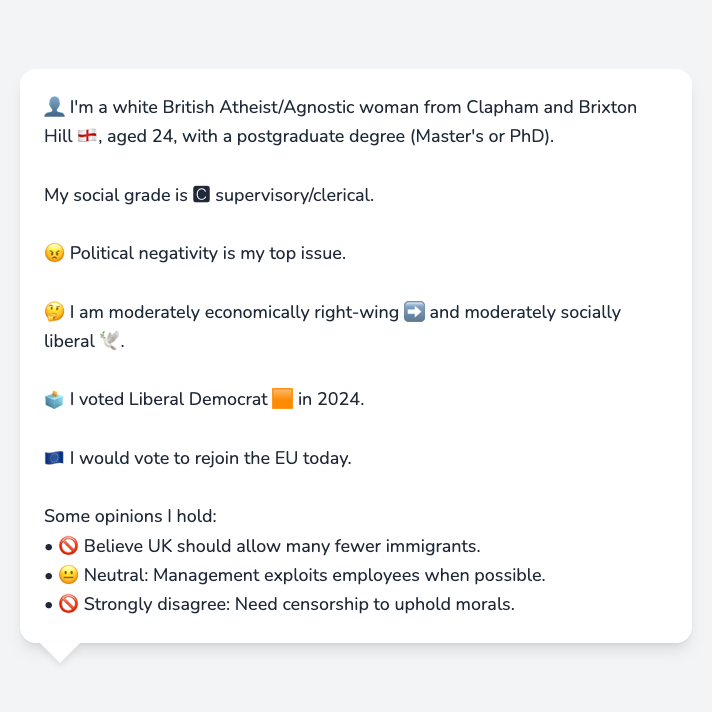 👤 I'm a white British Atheist/Agnostic woman from Clapham and Brixton
Hill 🏴󠁧󠁢󠁥󠁮󠁧󠁿, aged 24, with a postgraduate degree (Master's or PhD).
My social grade is 🅲 supervisory/clerical.
😠 Political negativity is my top issue.
🤔 I am moderately economically right-wing ➡️ and moderately socially
liberal 🕊️.
🗳️ I voted Liberal Democrat 🟧 in 2024.
🇪🇺 I would vote to rejoin the EU today.
Some opinions I hold:
• 🚫 Believe UK should allow many fewer immigrants.
• 😐 Neutral: Management exploits employees when possible.
• 🚫 Strongly disagree: Need censorship to uphold morals.